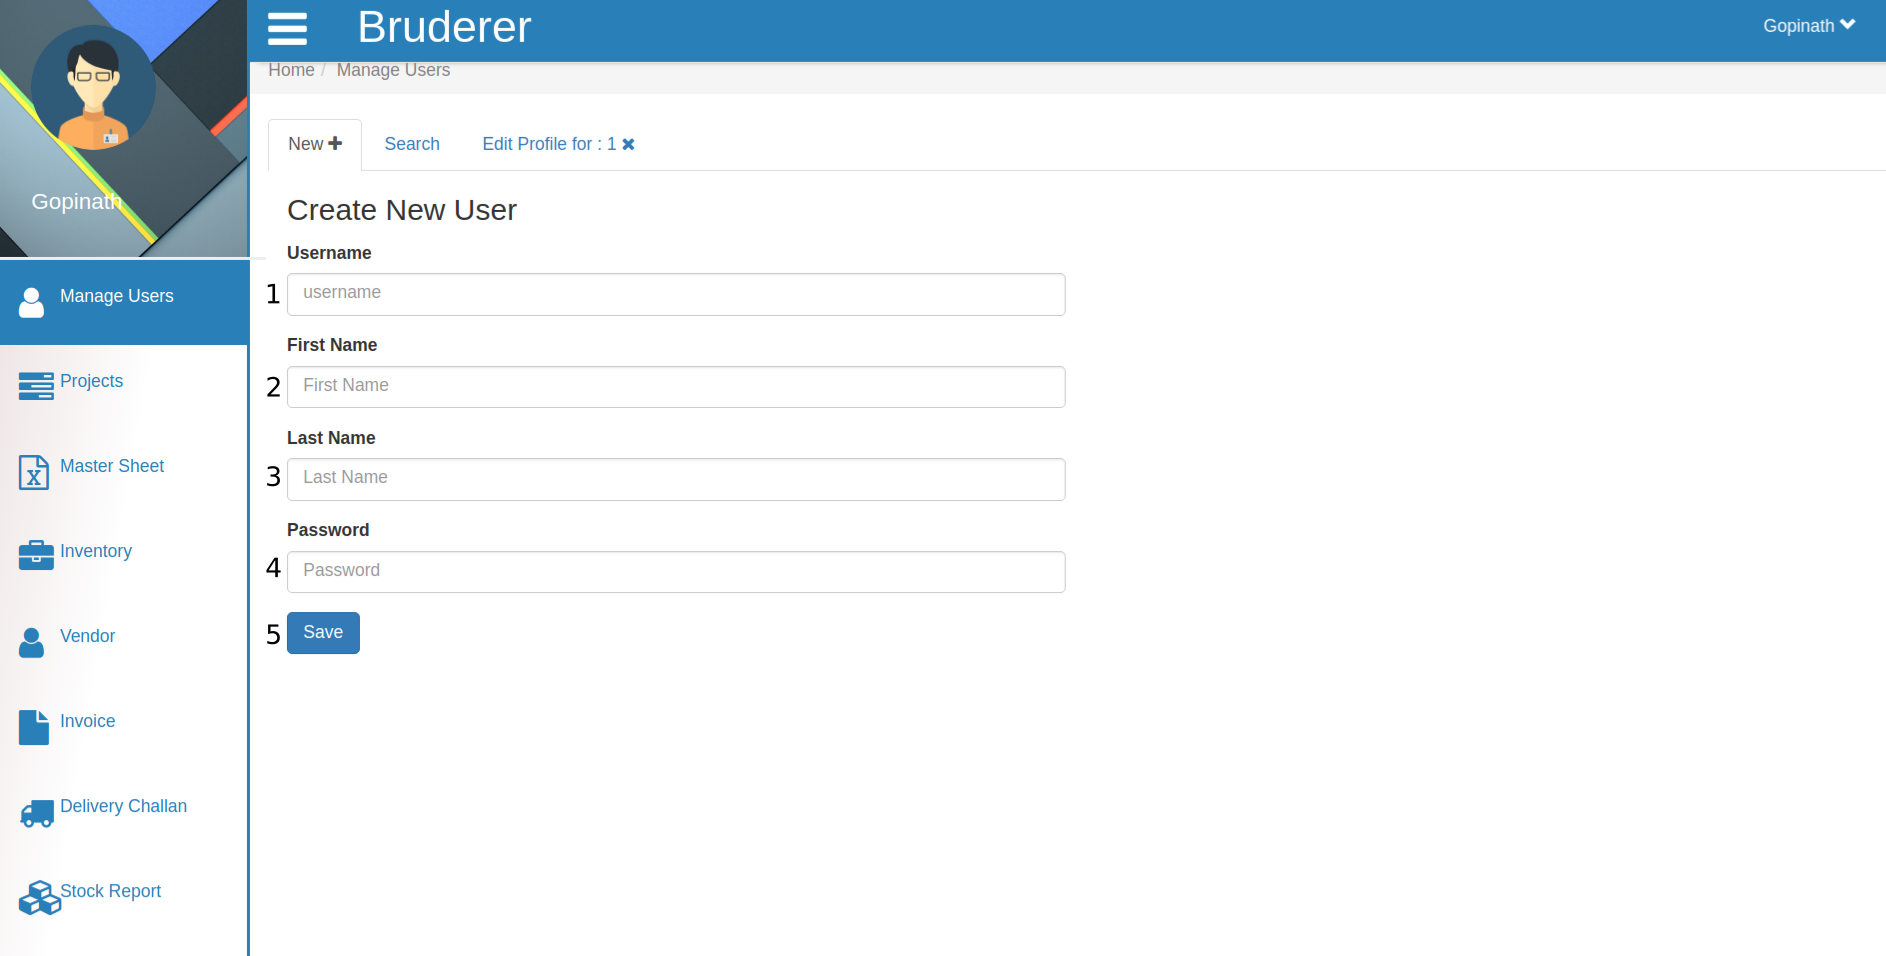 Bruderer
Gopinath
Home / Manage Users
Gopinath
New
Search
Edit Profile for : 1
Create New User
Username
1 username
First Name
2 First Name
Last Name
3 Last Name
Password
4 Password
5 Save
Manage Users
Projects
Master Sheet
Inventory
Vendor
Invoice
Delivery Challan
Stock Report